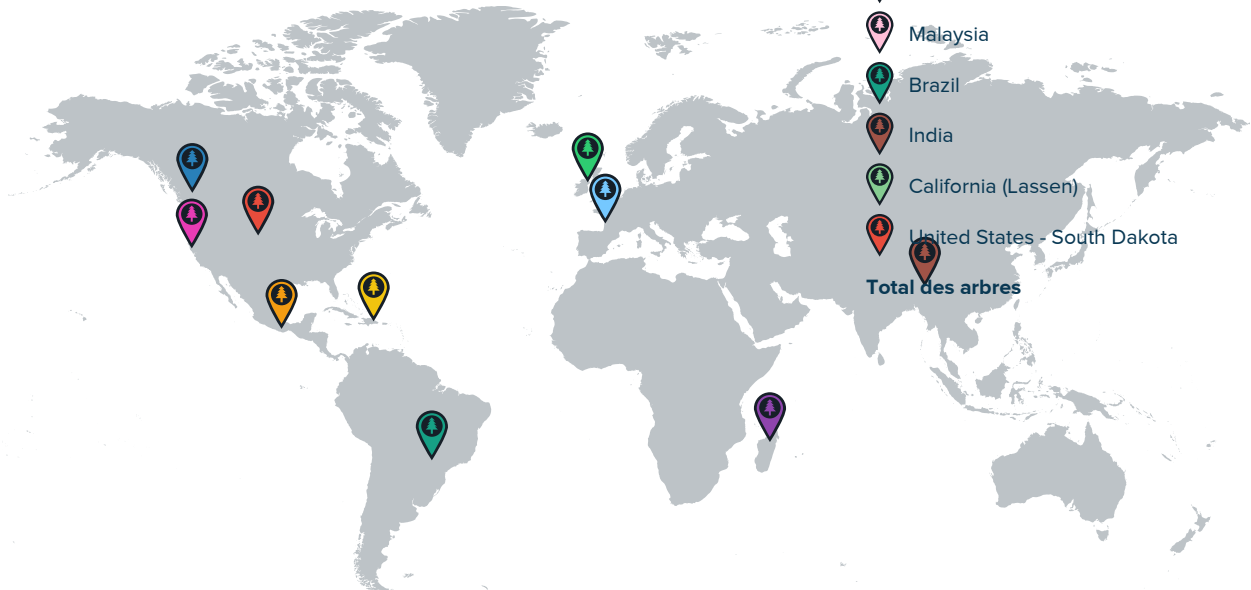 Malaysia
Brazil
India
California (Lassen)
United States - South Dakota
Total des arbres